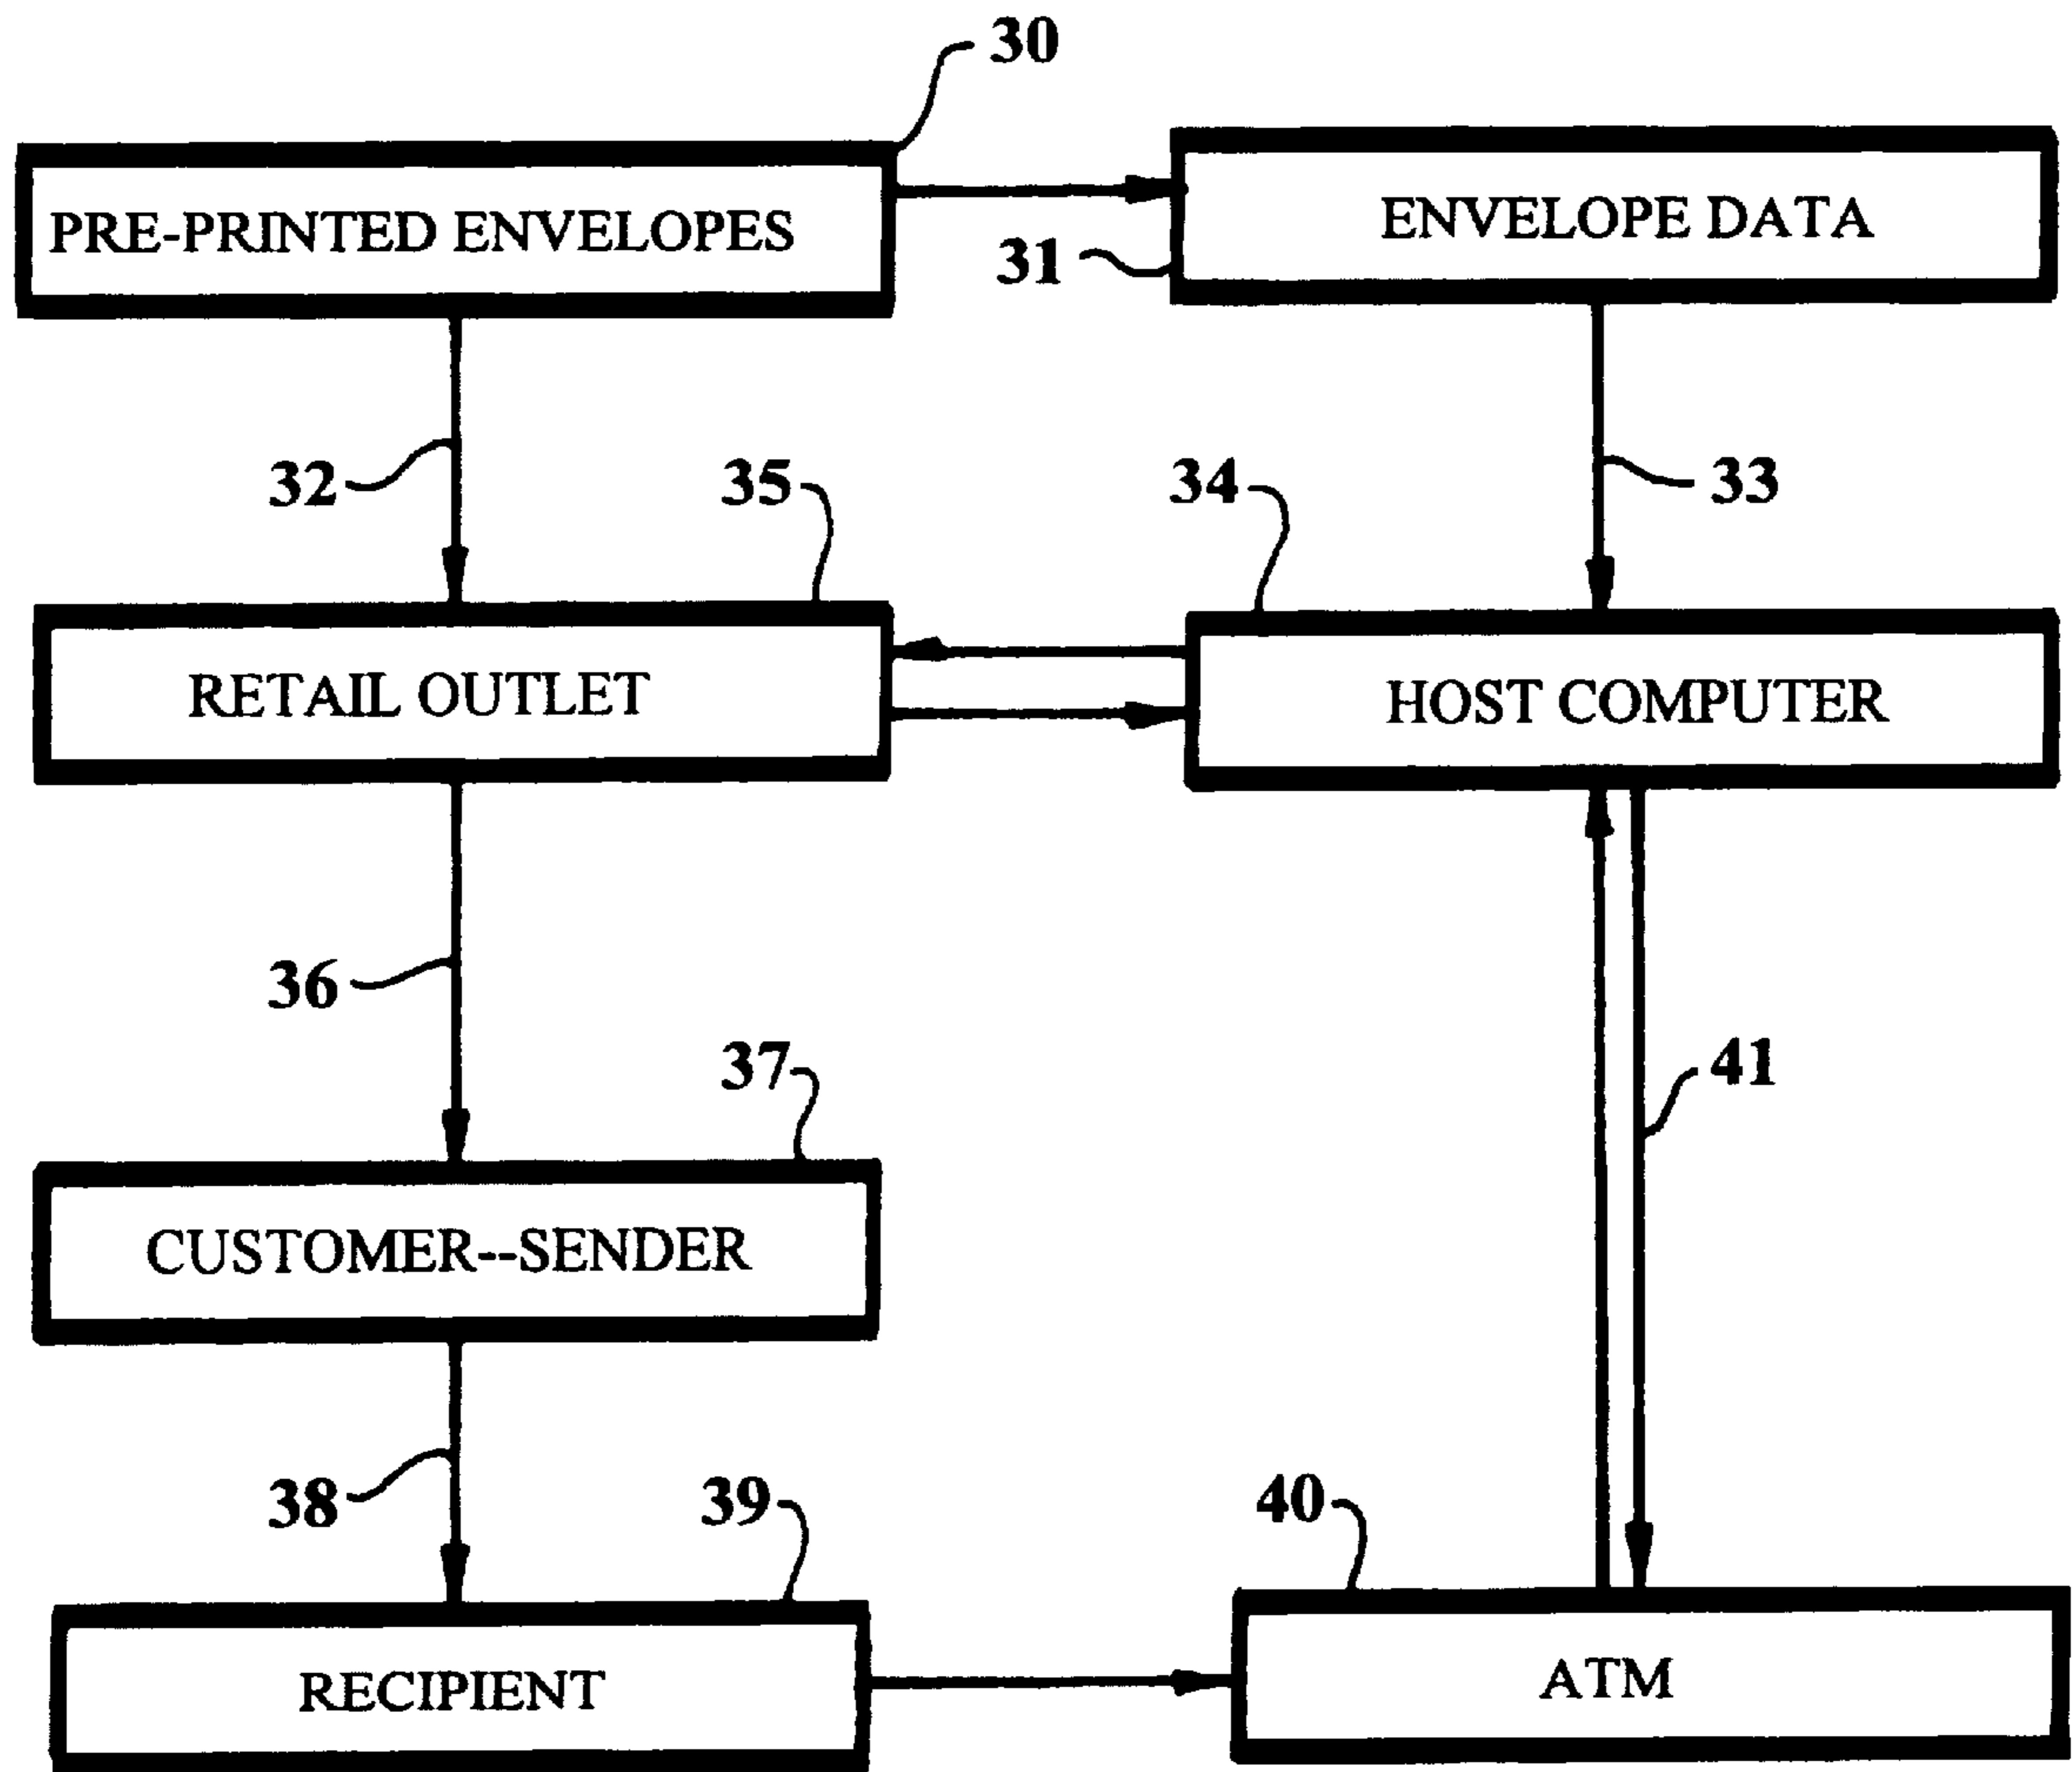 30
PRE-PRINTED ENVELOPES
ENVELOPE DATA
31
32
35
34
33
RETAIL OUTLET
HOST COMPUTER
36
37
41
CUSTOMER--SENDER
38
39
40
RECIPIENT
ATM